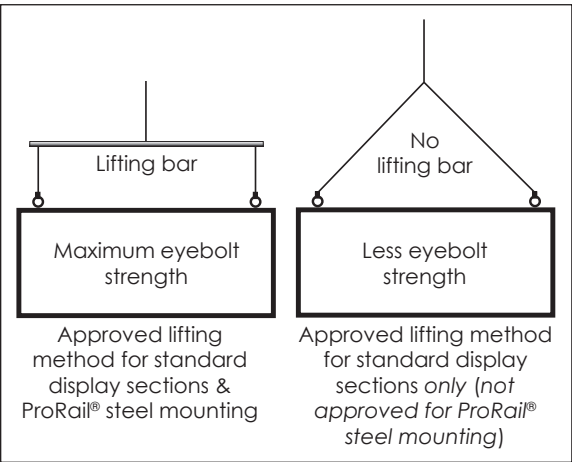 Lifting bar
Maximum eyebolt
strength
Approved lifting
method for standard
display sections &
ProRail® steel mounting
No
lifting bar
Less eyebolt
strength
Approved lifting method
for standard display
sections only (not
approved for ProRail®
steel mounting)